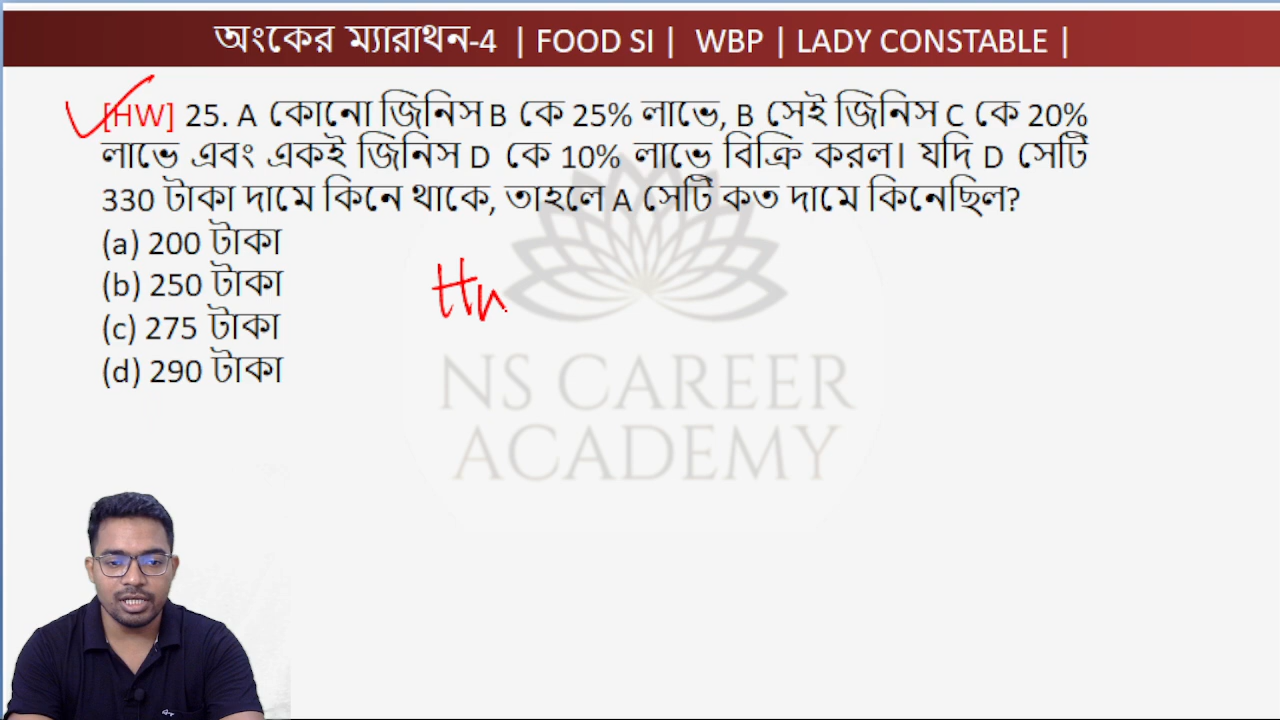 অংকের ম্যারাথন-4 | FOOD SI | WBP | LADY CONSTABLE |
[HW] 25. A কোনো জিনিস B কে 25% লাভে, B সেই জিনিস C কে 20%
লাভে এবং একই জিনিস D কে 10% লাভে বিক্রি করল। যদি D সেটি
330 টাকা দামে কিনে থাকে, তাহলে A সেটি কত দামে কিনেছিল?
(a) 200 টাকা
(b) 250 টাকা
(c) 275 টাকা
(d) 290 টাকা
NS CAREER
ACADEMY